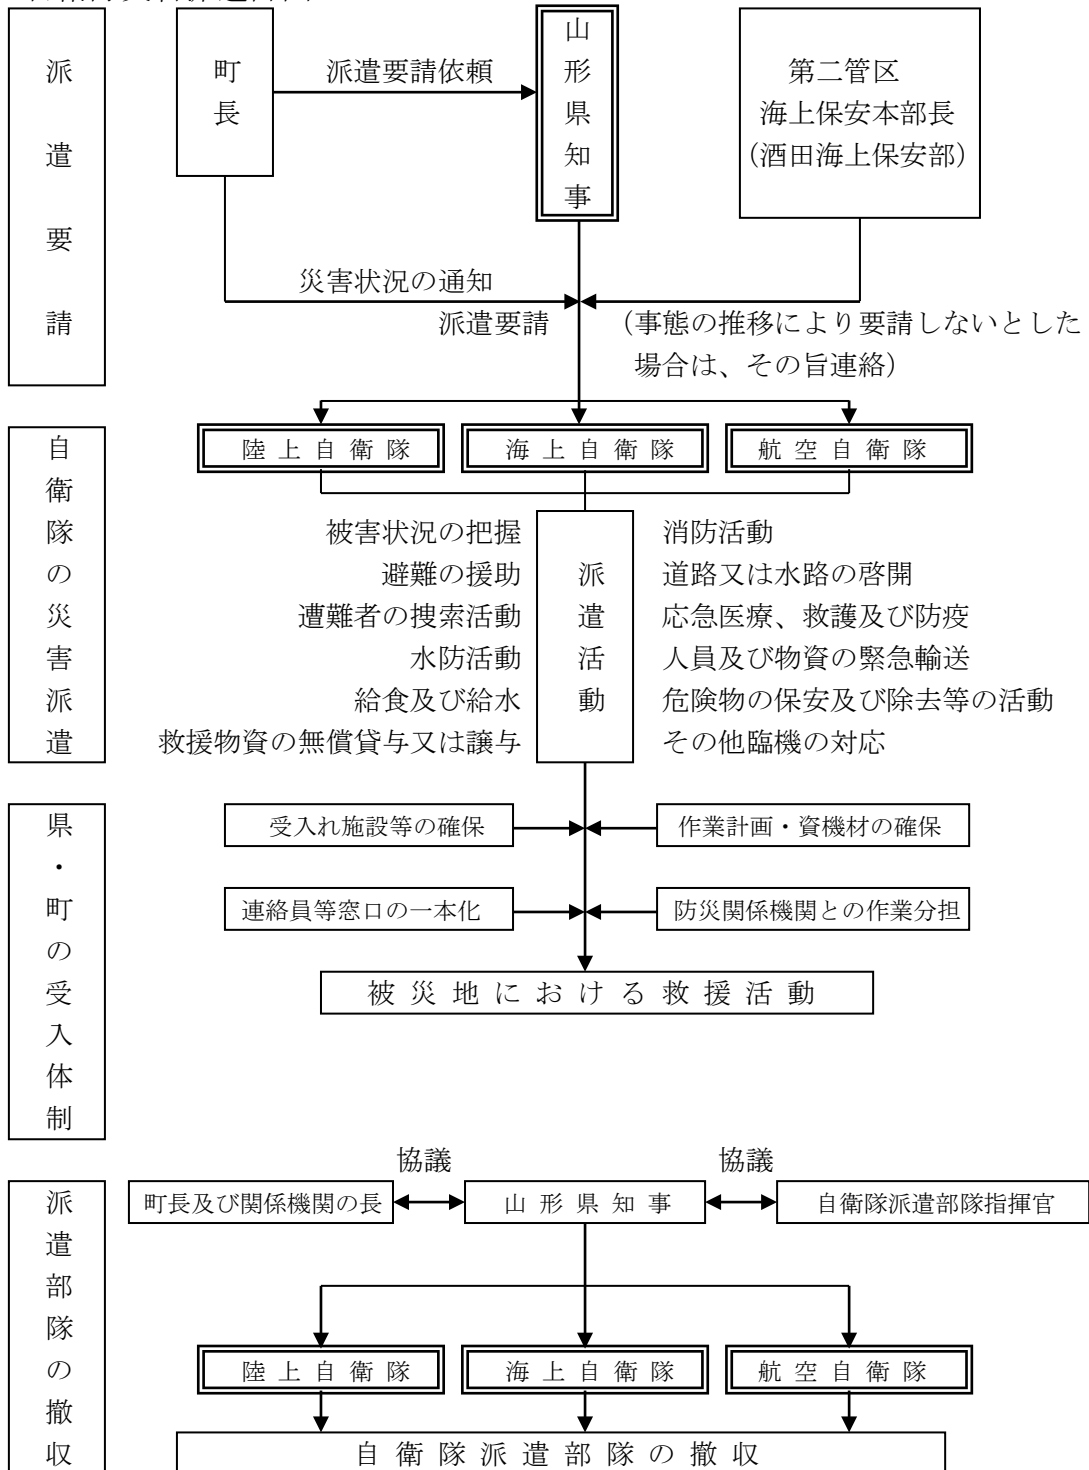 派遣要請
町長
派遣要請依頼
山形県知事
第二管区
海上保安本部長
(酒田海上保安部)
災害状況の通知
派遣要請
(事態の推移により要請しないとした
場合は、その旨連絡)
自衛隊の災害派遣
陸上自衛隊
海上自衛隊
航空自衛隊
被害状況の把握
避難の援助
遭難者の捜索活動
水防活動
給食及び給水
救援物資の無償貸与又は譲与
派遣活動
消防活動
道路又は水路の啓開
応急医療、救護及び防疫
人員及び物資の緊急輸送
危険物の保安及び除去等の活動
その他臨機の対応
県・町の受入体制
受入れ施設等の確保
作業計画・資機材の確保
連絡員等窓口の一本化
防災関係機関との作業分担
被災地における救援活動
派遣部隊の撤収
協議
協議
町長及び関係機関の長
山形県知事
自衛隊派遣部隊指揮官
陸上自衛隊
海上自衛隊
航空自衛隊
自衛隊派遣部隊の撤収